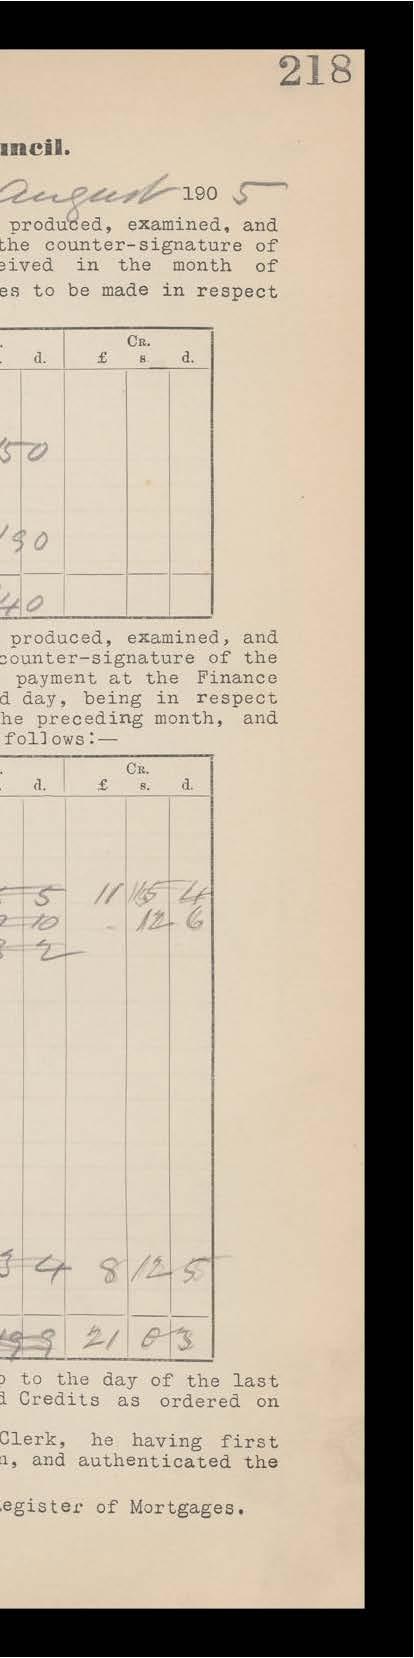 218
uncil.
August 190 5
produced, examined, and
the counter-signature of
eived in the month of
es to be made in respect
. CR.
. d. £ s d.
50
190
40
produced, examined, and
counter-signature of the
payment at the Finance
d day, being in respect
he preceding month, and
follows:—
. CR.
. d. £ s. d.
5 11 15 4
10 - 12 6
2
3 4 8 12 5
9 21 0 3
p to the day of the last
d Credits as ordered on
Clerk, he having first
n, and authenticated the
egister of Mortgages.